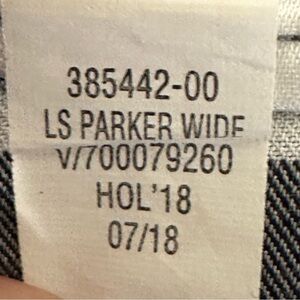 385442-00
LS PARKER WIDE
V/700079260
HOL'18
07/18